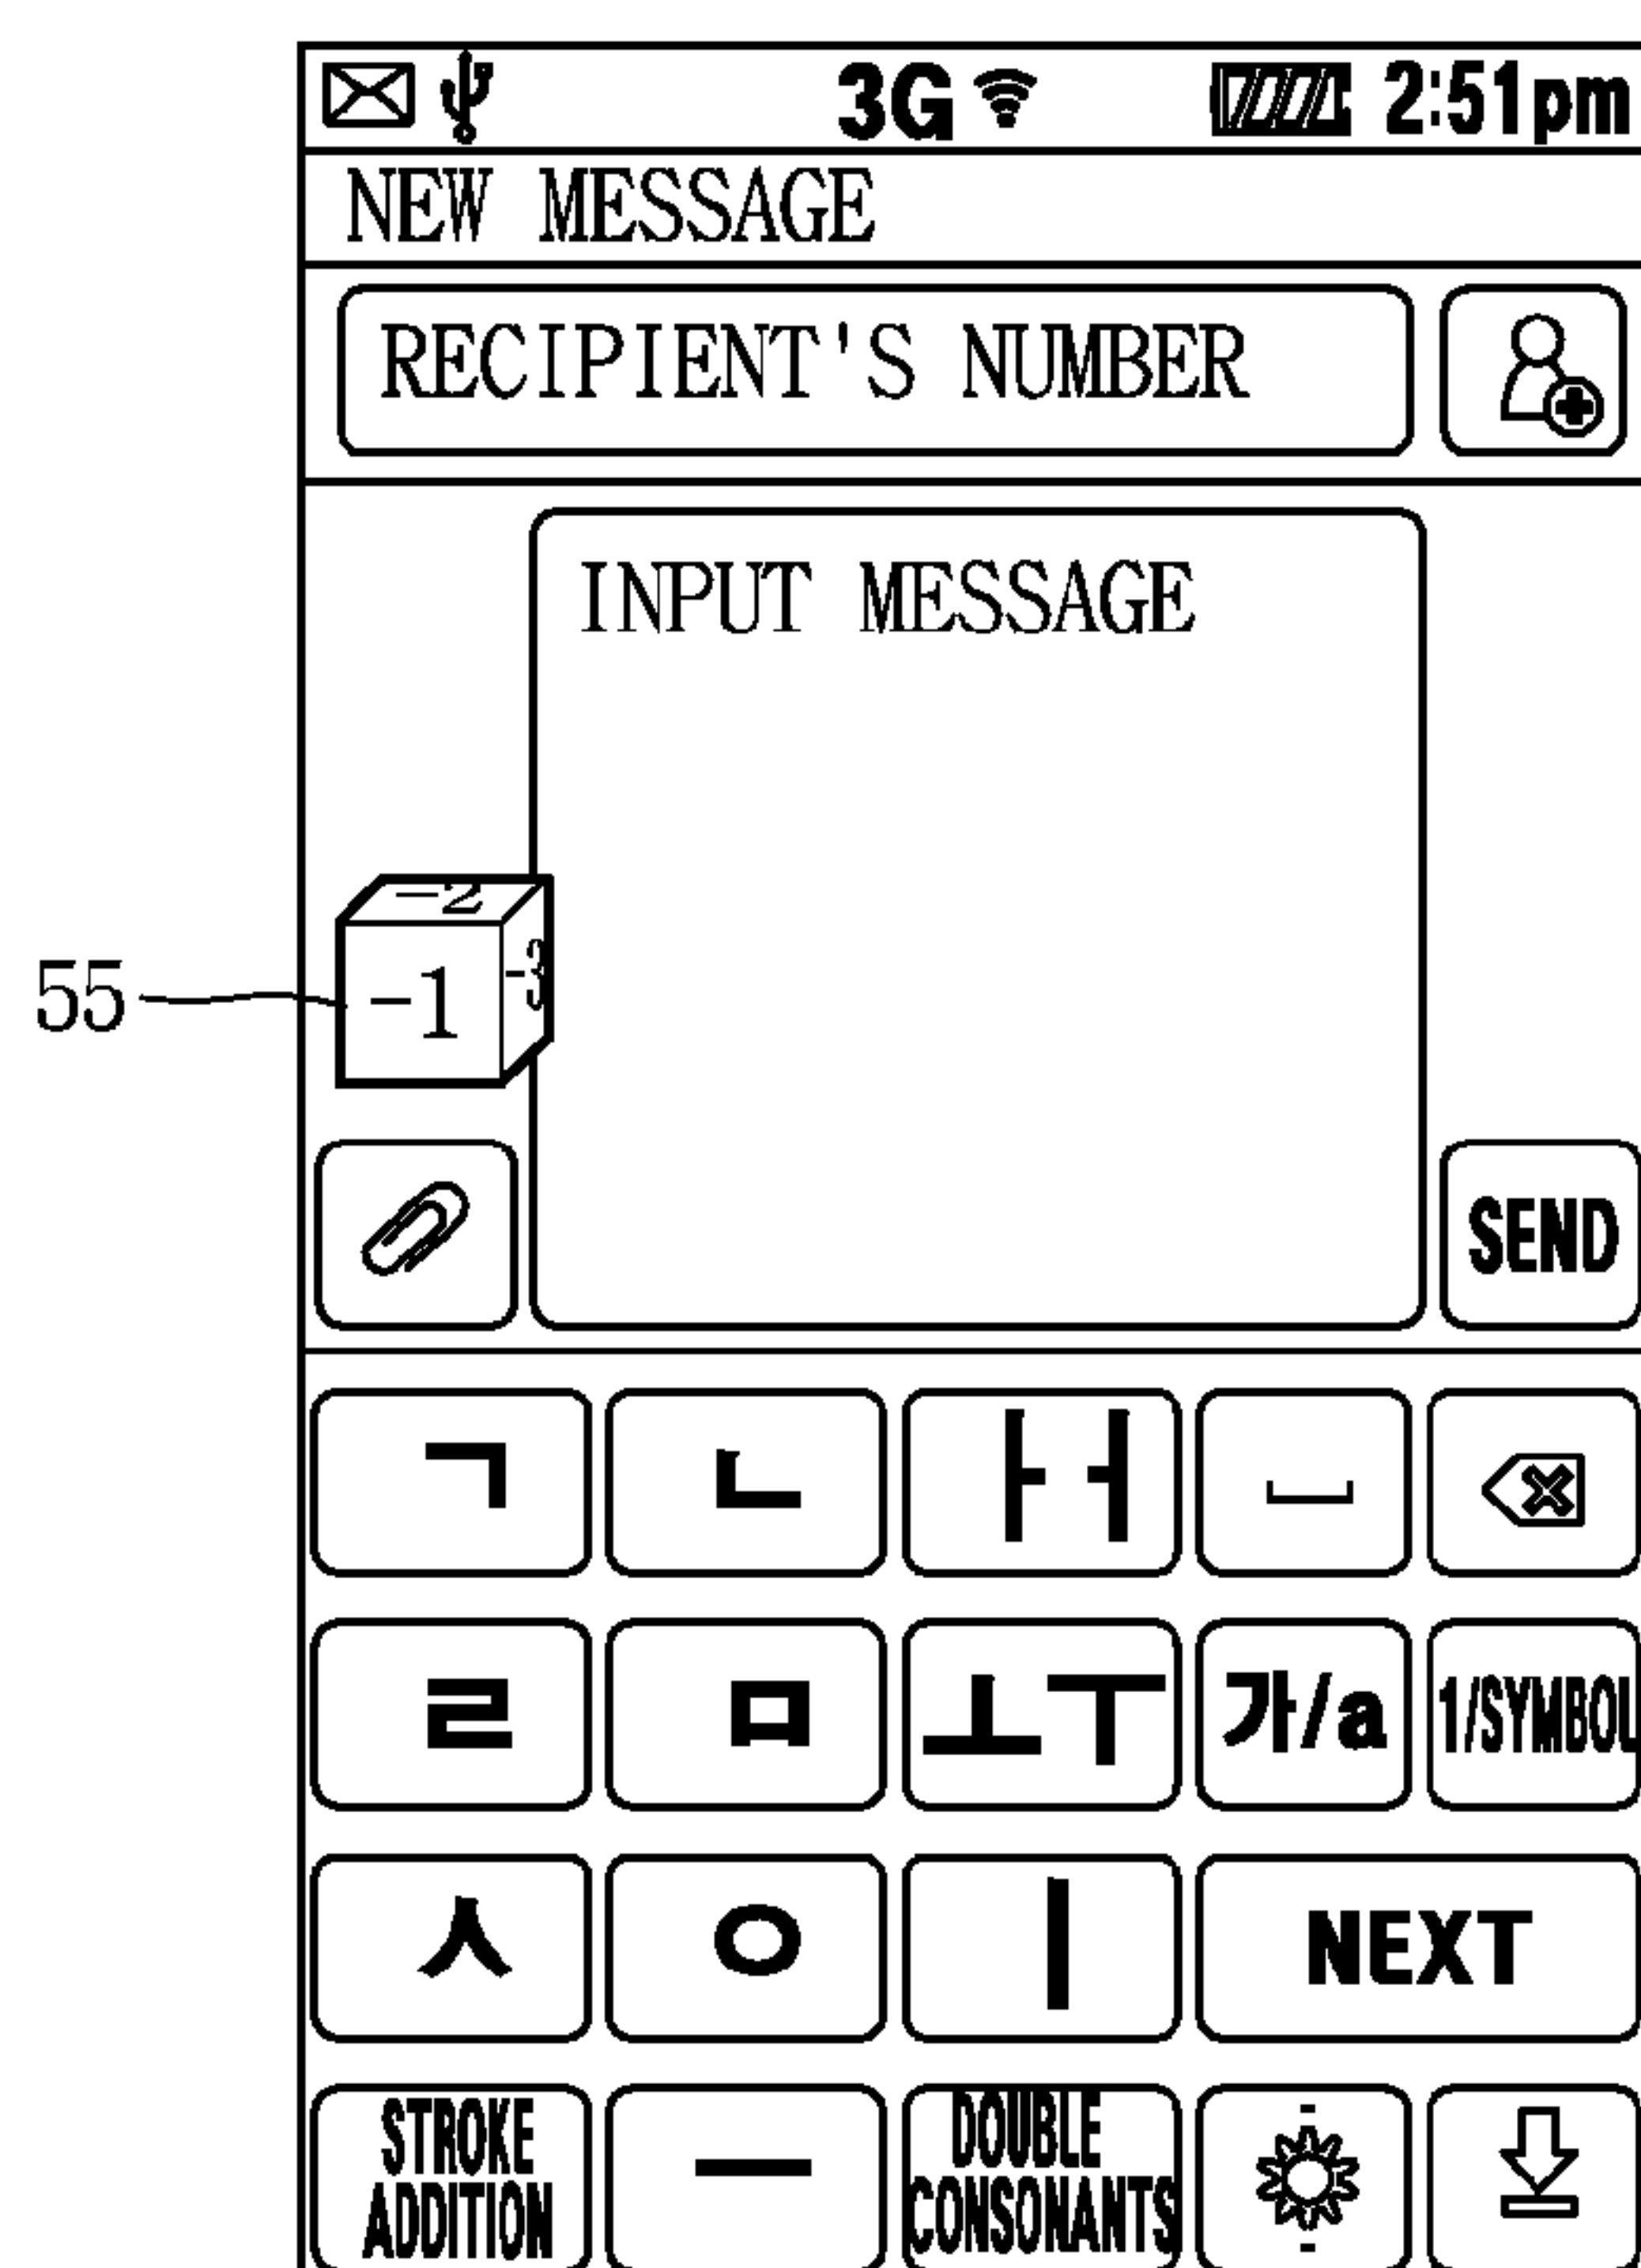 3G 2:51pm
NEW MESSAGE
RECIPIENT'S NUMBER
INPUT MESSAGE
-2
-1
-3
55
SEND
ㄱ ㄴ ㅏㅓ
ㄹ ㅁ ㅗㅜ 가/a 1/SYMBOL
ㅅ ㅇ ㅣ NEXT
STROKE
ADDITION
ㅡ
DOUBLE
CONSONANTS